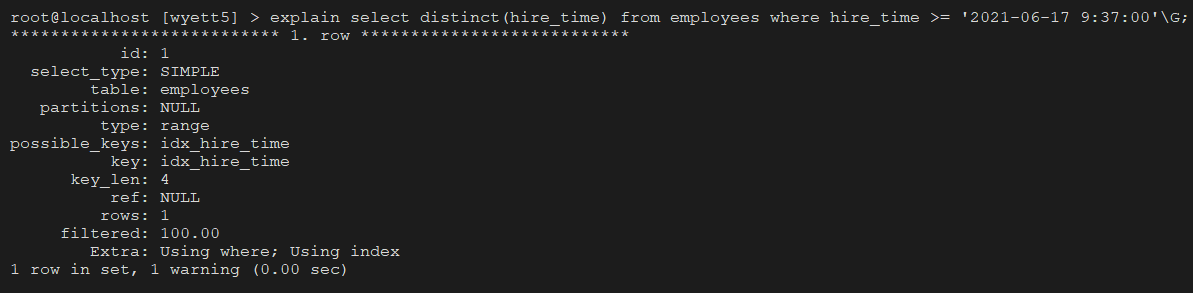 root@localhost [wyett5] > explain select distinct(hire_time) from employees where hire_time >= '2021-06-17 9:37:00'\G;
*************************** 1. row ***************************
id: 1
select_type: SIMPLE
table: employees
partitions: NULL
type: range
possible_keys: idx_hire_time
key: idx_hire_time
key_len: 4
ref: NULL
rows: 1
filtered: 100.00
Extra: Using where; Using index
1 row in set, 1 warning (0.00 sec)